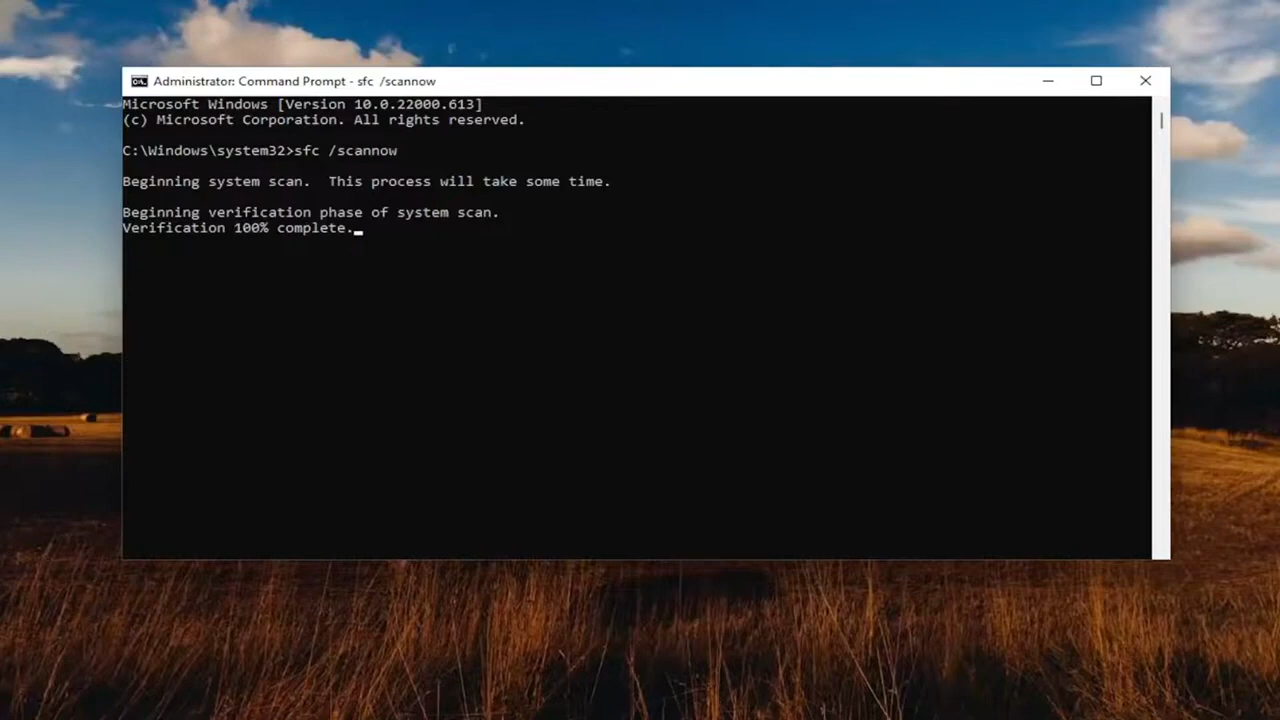 Administrator: Command Prompt - sfc /scannow
Microsoft Windows [Version 10.0.22000.613]
(c) Microsoft Corporation. All rights reserved.
C:\Windows\system32>sfc /scannow
Beginning system scan.  This process will take some time.
Beginning verification phase of system scan.
Verification 100% complete.